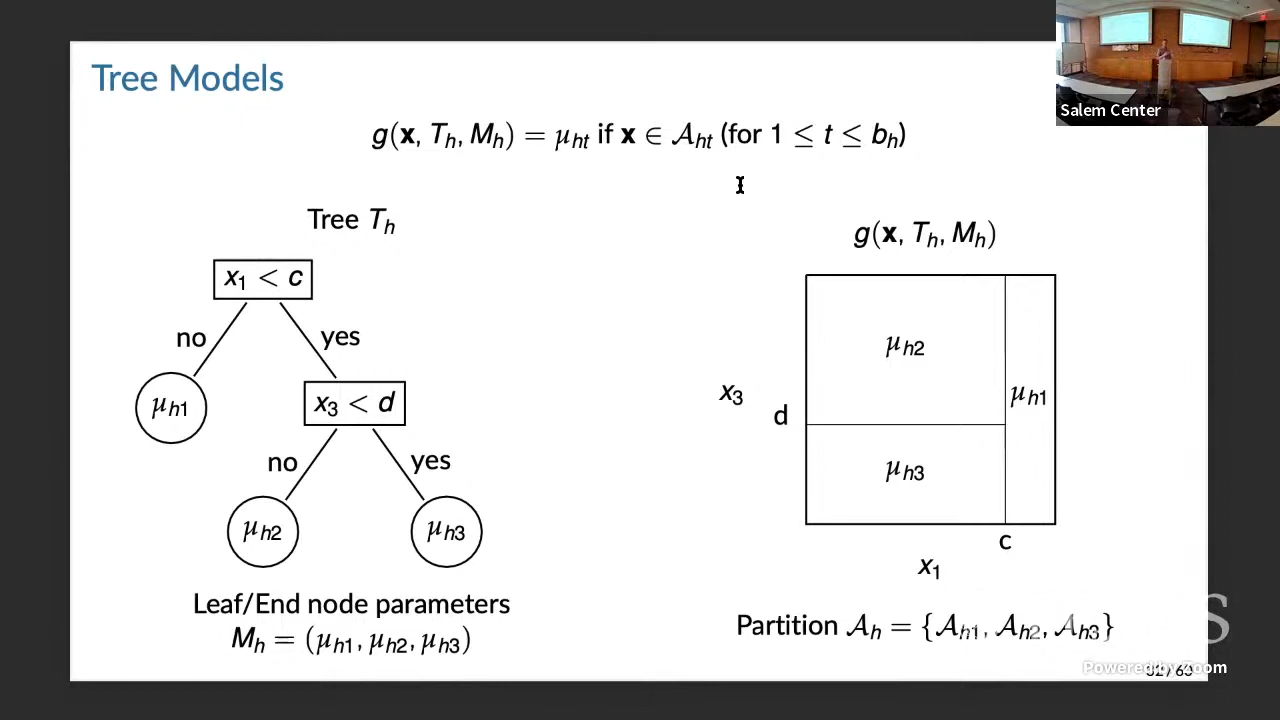 Tree Models
Salem Center
g(x, T_h, M_h) = μ_ht if x ∈ 𝒜_ht (for 1 ≤ t ≤ b_h)
Tree T_h
x_1 < c
no
yes
μ_h1
x_3 < d
no
yes
μ_h2
μ_h3
Leaf/End node parameters
M_h = (μ_h1, μ_h2, μ_h3)
g(x, T_h, M_h)
μ_h2
μ_h1
x_3
d
μ_h3
c
x_1
Partition 𝒜_h = {𝒜_h1, 𝒜_h2, 𝒜_h3}
S
Powered by Zoom